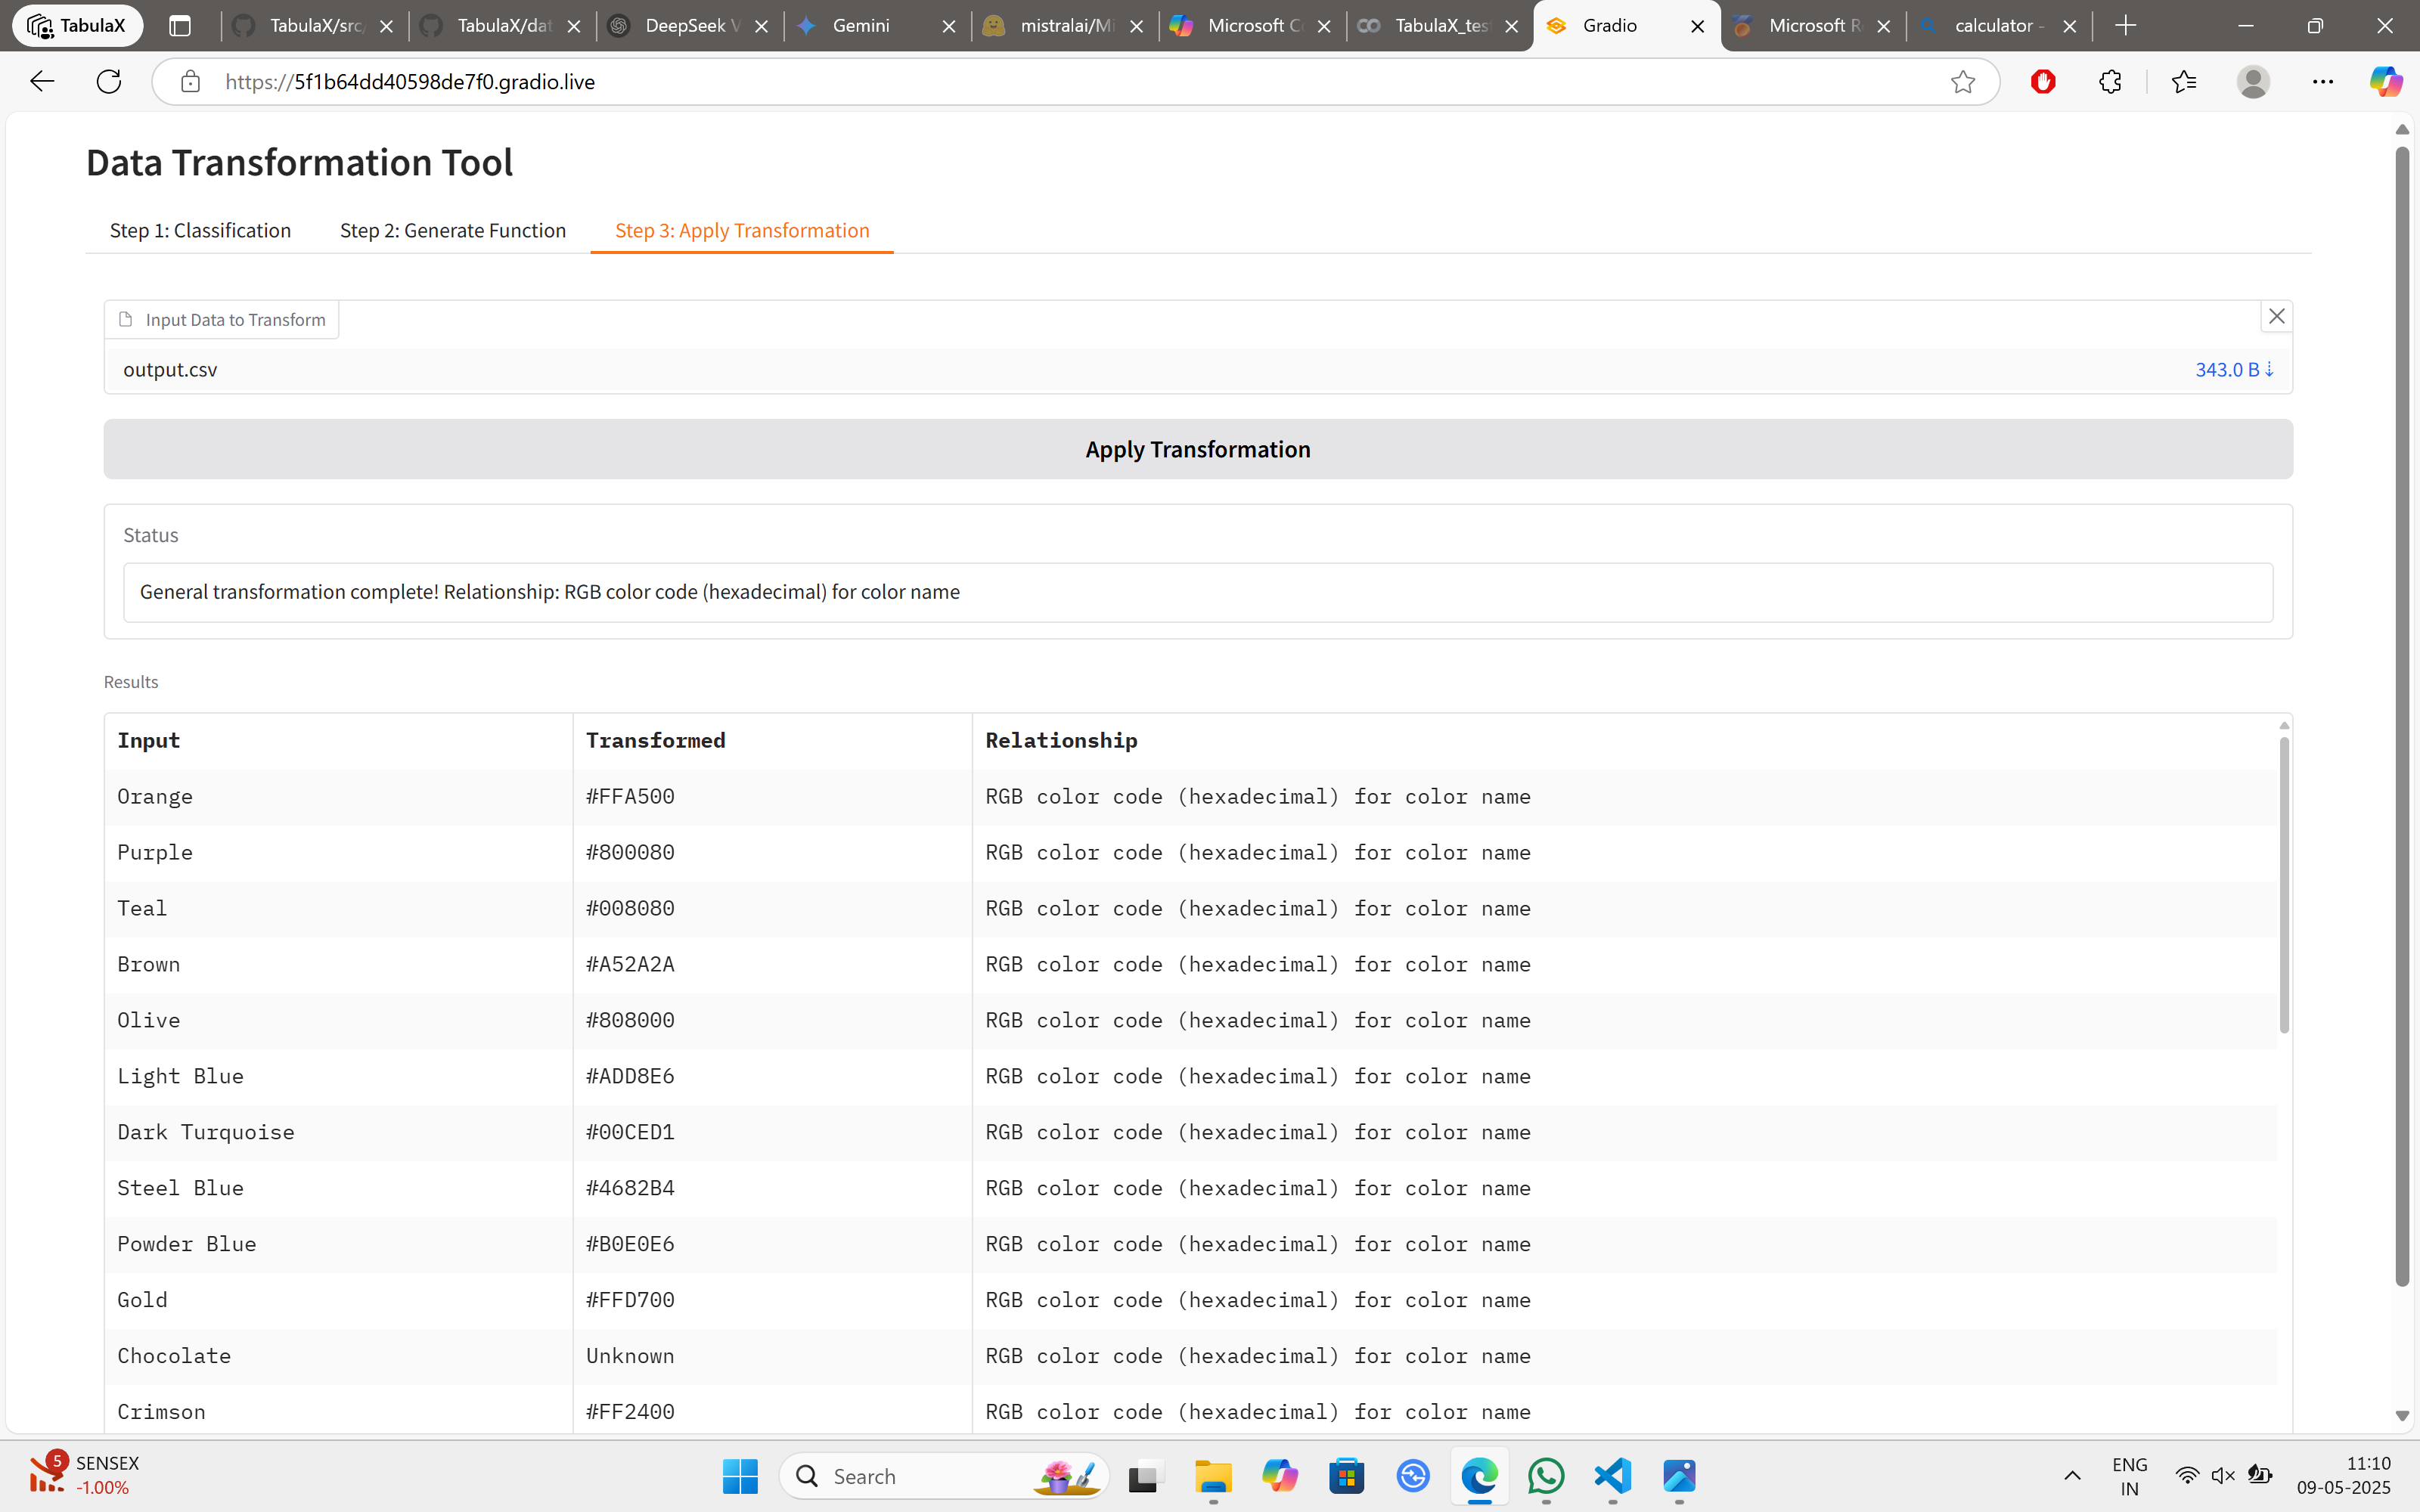 TabulaX
TabulaX/src/
TabulaX/dat
DeepSeek V
Gemini
mistralai/Mi
Microsoft Co
TabulaX_test
Gradio
Microsoft R
calculator -
https://5f1b64dd40598de7f0.gradio.live
Data Transformation Tool
Step 1: Classification Step 2: Generate Function Step 3: Apply Transformation
Input Data to Transform
output.csv 343.0 B ⇣
Apply Transformation
Status
General transformation complete! Relationship: RGB color code (hexadecimal) for color name
Results
Input Transformed Relationship
Orange #FFA500 RGB color code (hexadecimal) for color name
Purple #800080 RGB color code (hexadecimal) for color name
Teal #008080 RGB color code (hexadecimal) for color name
Brown #A52A2A RGB color code (hexadecimal) for color name
Olive #808000 RGB color code (hexadecimal) for color name
Light Blue #ADD8E6 RGB color code (hexadecimal) for color name
Dark Turquoise #00CED1 RGB color code (hexadecimal) for color name
Steel Blue #4682B4 RGB color code (hexadecimal) for color name
Powder Blue #B0E0E6 RGB color code (hexadecimal) for color name
Gold #FFD700 RGB color code (hexadecimal) for color name
Chocolate Unknown RGB color code (hexadecimal) for color name
Crimson #FF2400 RGB color code (hexadecimal) for color name
5
SENSEX
-1.00%
Search
ENG
IN
11:10
09-05-2025